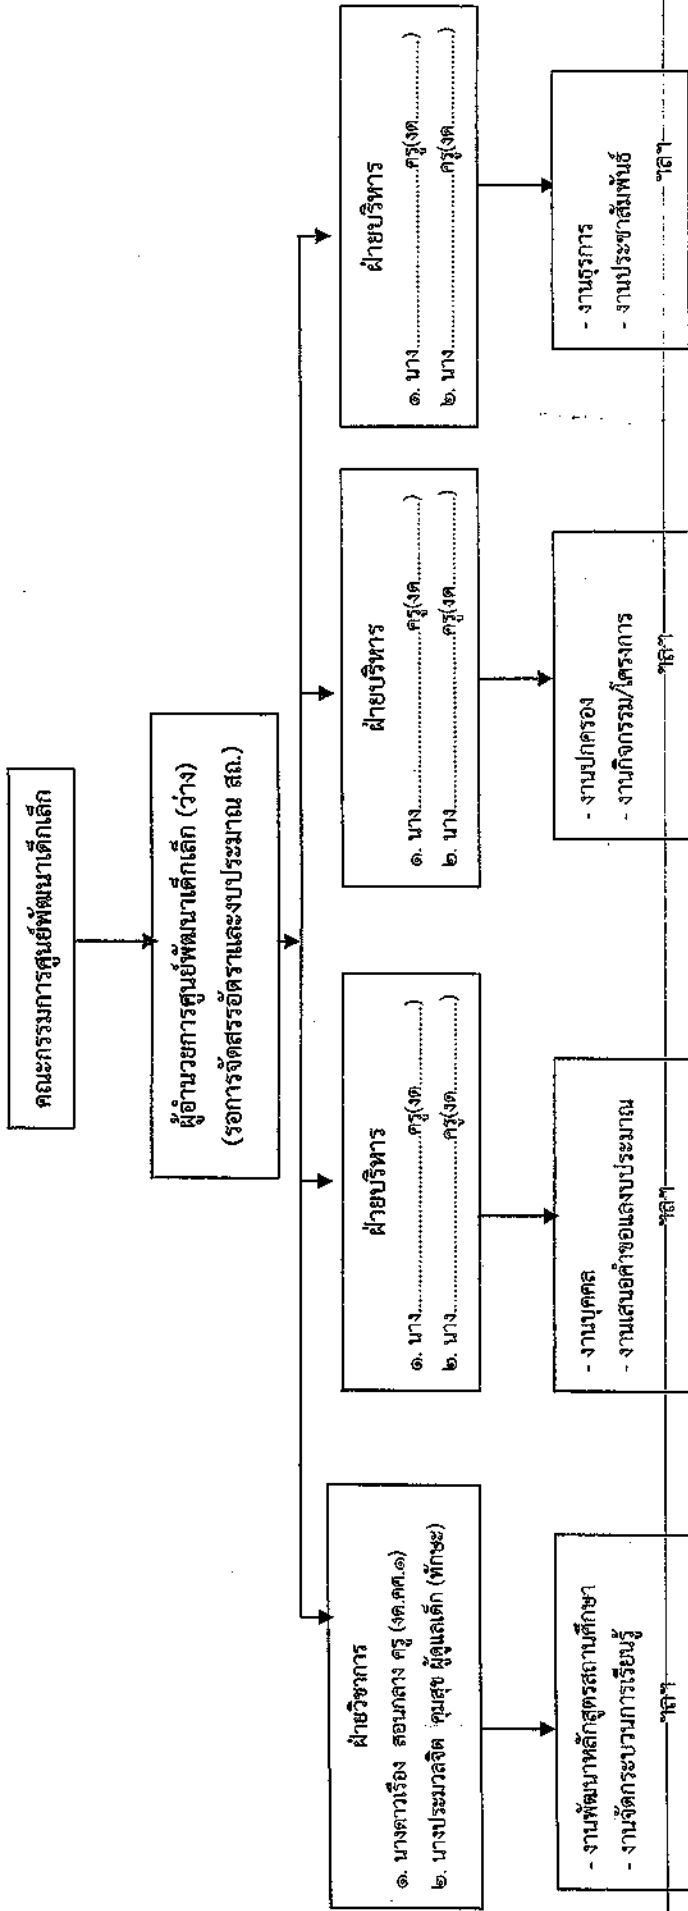 คณะกรรมการศูนย์พัฒนาเด็กเล็ก
ผู้อำนวยการศูนย์พัฒนาเด็กเล็ก (ว่าง)
(รอการจัดสรรอัตราและงบประมาณ สถ.)
ฝ่ายวิชาการ
๑. นางดาวเรือง สอนกลาง ครู (งด.คศ.๑)
๒. นางประมวลจิต คุมสุข ผู้ดูแลเด็ก (ทักษะ)
ฝ่ายบริหาร
๑. นาง..............................ครู(งด..........)
๒. นาง..............................ครู(งด..........)
ฝ่ายบริหาร
๑. นาง..............................ครู(งด..........)
๒. นาง..............................ครู(งด..........)
ฝ่ายบริหาร
๑. นาง..............................ครู(งด..........)
๒. นาง..............................ครู(งด..........)
- งานพัฒนาหลักสูตรสถานศึกษา
- งานจัดกระบวนการเรียนรู้
ฯลฯ
- งานบุคคล
- งานเสนอคำขอแลงบประมาณ
ฯลฯ
- งานปกครอง
- งานกิจกรรม/โครงการ
ฯลฯ
- งานธุรการ
- งานประชาสัมพันธ์
ฯลฯ